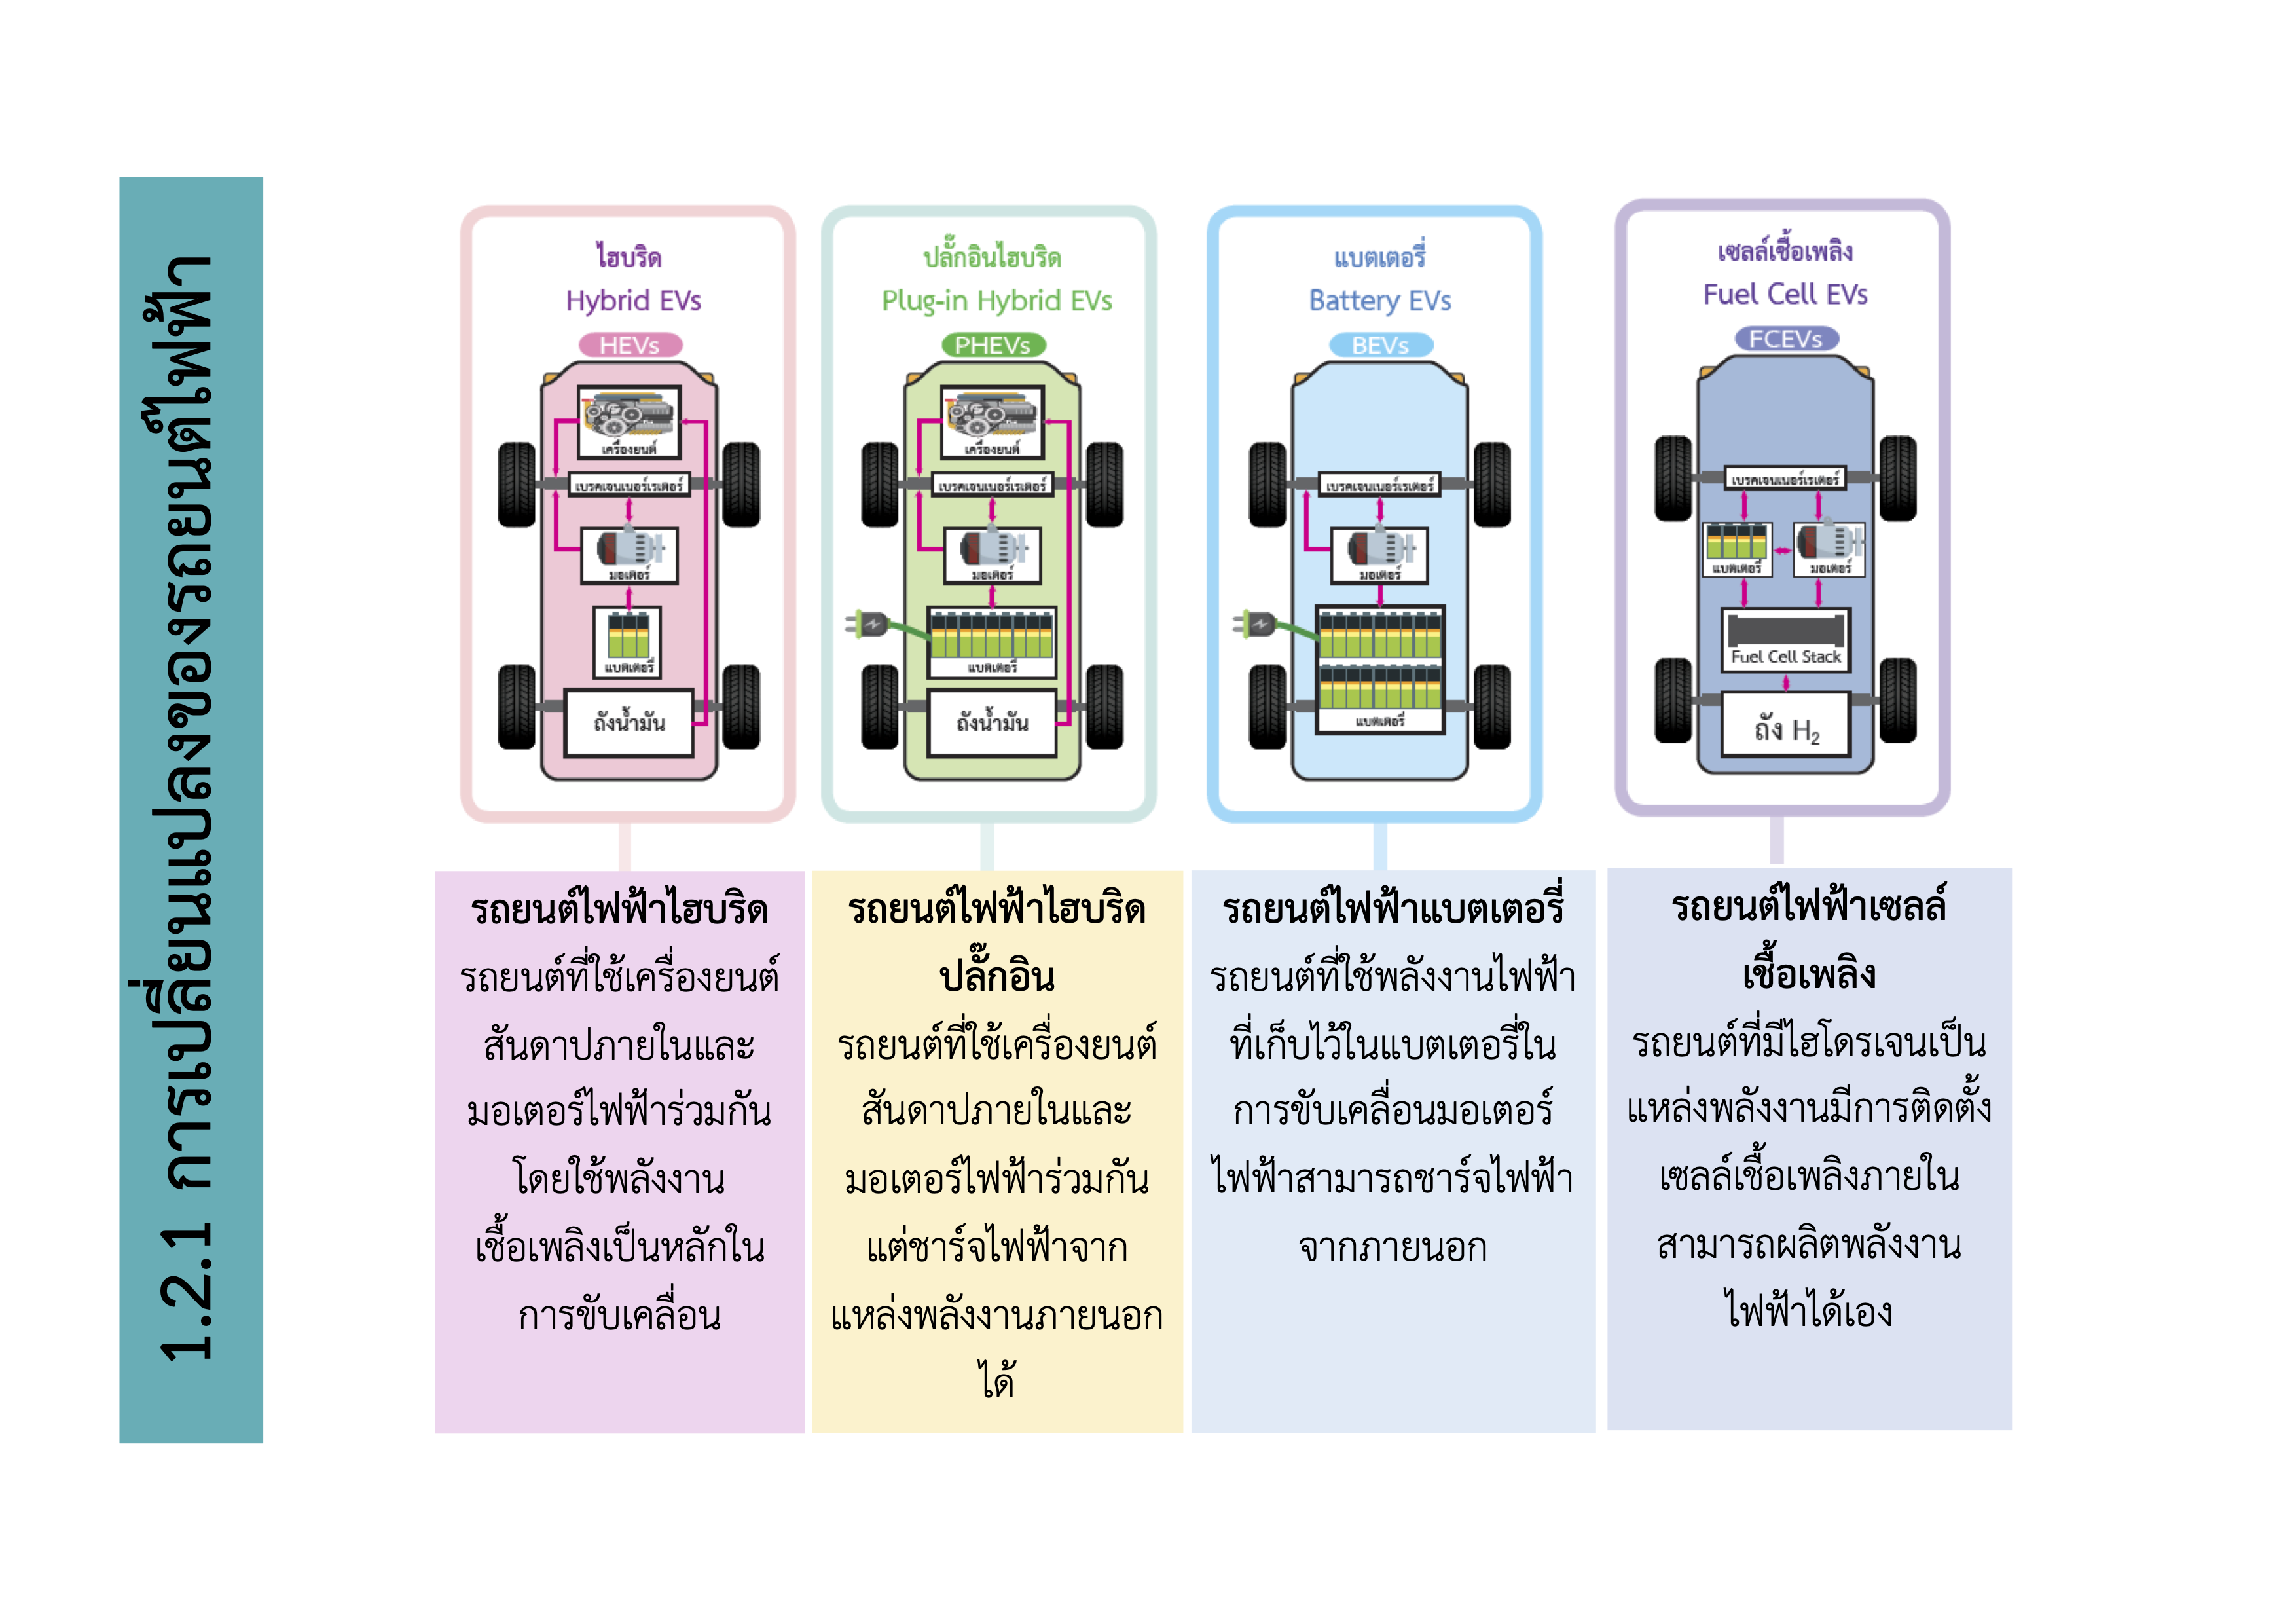 1.2.1 การเปลี่ยนแปลงของรถยนต์ไฟฟ้า
ไฮบริด
Hybrid EVs
HEVs
เครื่องยนต์
เบรคเจนเนอร์เรเตอร์
มอเตอร์
แบตเตอรี่
ถังน้ำมัน
รถยนต์ไฟฟ้าไฮบริด
รถยนต์ที่ใช้เครื่องยนต์
สันดาปภายในและ
มอเตอร์ไฟฟ้าร่วมกัน
โดยใช้พลังงาน
เชื้อเพลิงเป็นหลักใน
การขับเคลื่อน
ปลั๊กอินไฮบริด
Plug-in Hybrid EVs
PHEVs
เครื่องยนต์
เบรคเจนเนอร์เรเตอร์
มอเตอร์
แบตเตอรี่
ถังน้ำมัน
รถยนต์ไฟฟ้าไฮบริด
ปลั๊กอิน
รถยนต์ที่ใช้เครื่องยนต์
สันดาปภายในและ
มอเตอร์ไฟฟ้าร่วมกัน
แต่ชาร์จไฟฟ้าจาก
แหล่งพลังงานภายนอก
ได้
แบตเตอรี่
Battery EVs
BEVs
เบรคเจนเนอร์เรเตอร์
มอเตอร์
แบตเตอรี่
รถยนต์ไฟฟ้าแบตเตอรี่
รถยนต์ที่ใช้พลังงานไฟฟ้า
ที่เก็บไว้ในแบตเตอรี่ใน
การขับเคลื่อนมอเตอร์
ไฟฟ้าสามารถชาร์จไฟฟ้า
จากภายนอก
เซลล์เชื้อเพลิง
Fuel Cell EVs
FCEVs
เบรคเจนเนอร์เรเตอร์
แบตเตอรี่
มอเตอร์
Fuel Cell Stack
ถัง H₂
รถยนต์ไฟฟ้าเซลล์
เชื้อเพลิง
รถยนต์ที่มีไฮโดรเจนเป็น
แหล่งพลังงานมีการติดตั้ง
เซลล์เชื้อเพลิงภายใน
สามารถผลิตพลังงาน
ไฟฟ้าได้เอง